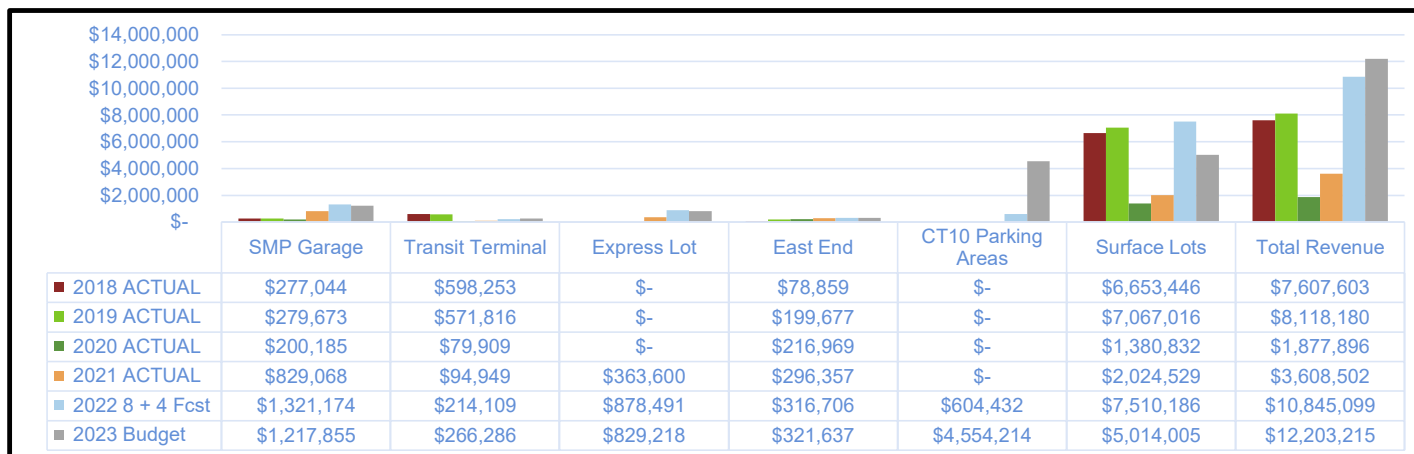 $14,000,000
$12,000,000
$10,000,000
$8,000,000
$6,000,000
$4,000,000
$2,000,000
$-
SMP Garage Transit Terminal Express Lot East End CT10 Parking Areas Surface Lots Total Revenue
2018 ACTUAL $277,044 $598,253 $- $78,859 $- $6,653,446 $7,607,603
2019 ACTUAL $279,673 $571,816 $- $199,677 $- $7,067,016 $8,118,180
2020 ACTUAL $200,185 $79,909 $- $216,969 $- $1,380,832 $1,877,896
2021 ACTUAL $829,068 $94,949 $363,600 $296,357 $- $2,024,529 $3,608,502
2022 8 + 4 Fcst $1,321,174 $214,109 $878,491 $316,706 $604,432 $7,510,186 $10,845,099
2023 Budget $1,217,855 $266,286 $829,218 $321,637 $4,554,214 $5,014,005 $12,203,215